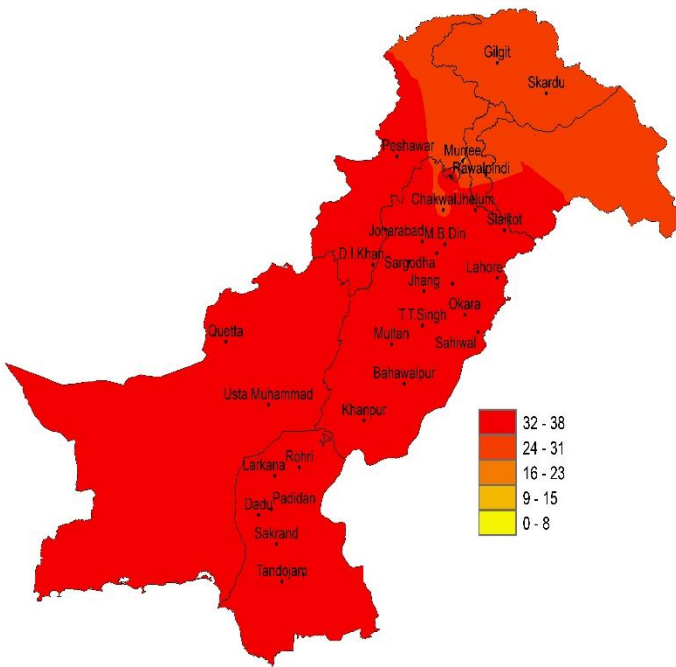 Gilgit
Skardu
Peshawar
Murree
Rawalpindi
Chakwal
Jhelum
Sialkot
Joharabad
M.B.Din
D.I.Khan
Sargodha
Lahore
Jhang
Okara
T.T.Singh
Multan
Sahiwal
Quetta
Bahawalpur
Usta Muhammad
Khanpur
32 - 38
24 - 31
16 - 23
9 - 15
0 - 8
Rohri
Larkana
Padidan
Dadu
Sakrand
Tandojam